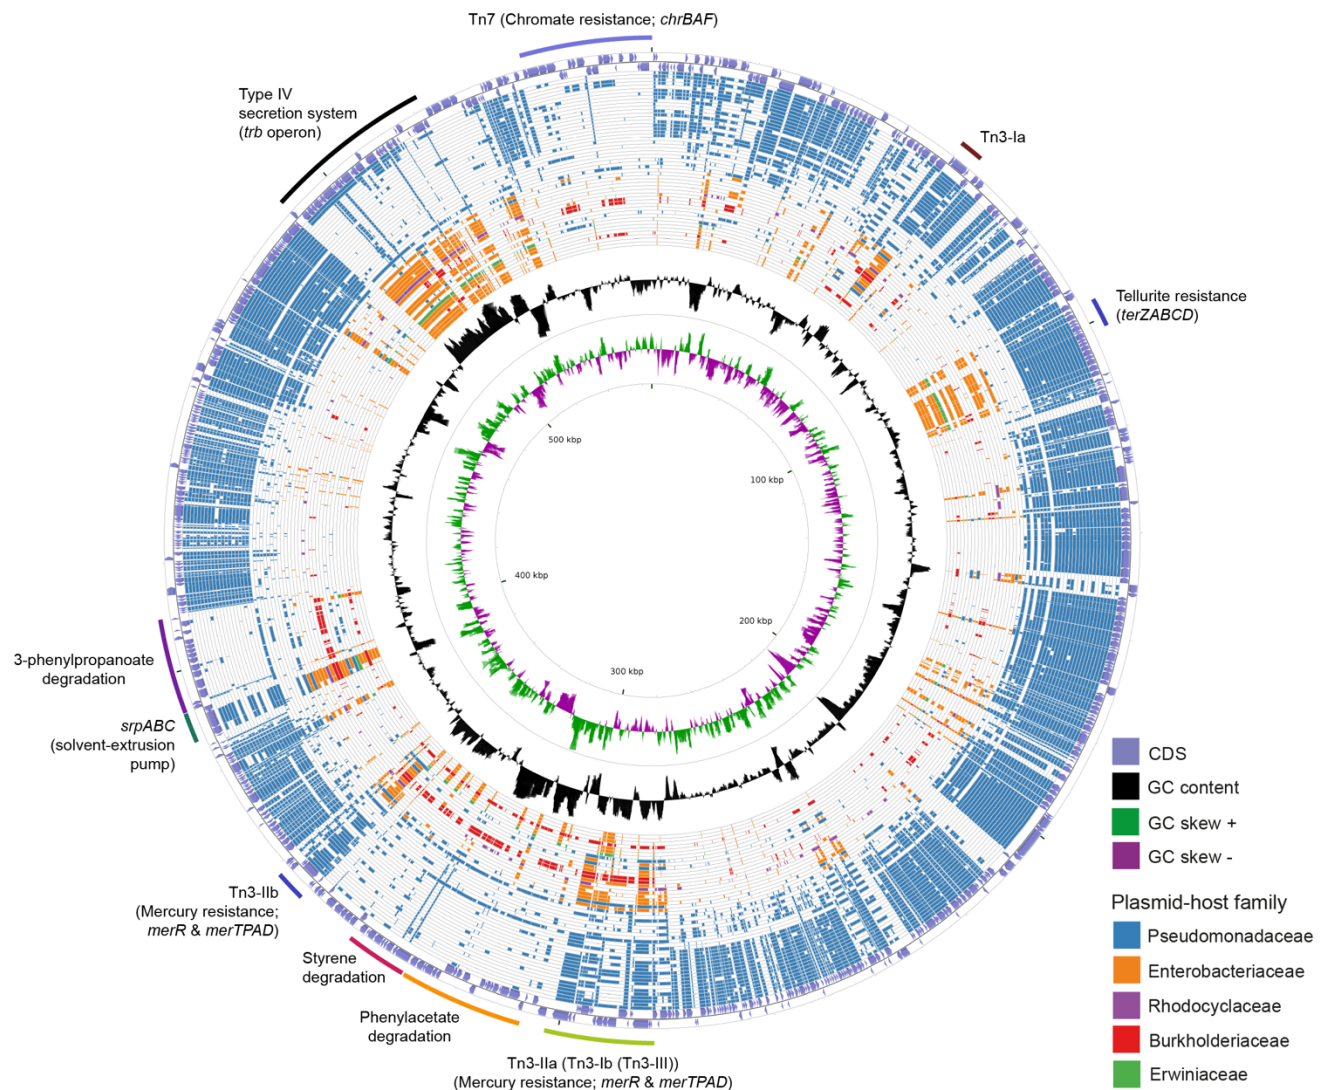 Tn7 (Chromate resistance; chrBAF)
Type IV
secretion system
(trb operon)
Tn3-Ia
Tellurite resistance
(terZABCD)
500 kbp
100 kbp
400 kbp
200 kbp
300 kbp
3-phenylpropanoate
degradation
srpABC
(solvent-extrusion
pump)
Tn3-IIb
(Mercury resistance;
merR & merTPAD)
Styrene
degradation
Phenylacetate
degradation
Tn3-IIa (Tn3-Ib (Tn3-III))
(Mercury resistance; merR & merTPAD)
CDS
GC content
GC skew +
GC skew -
Plasmid-host family
Pseudomonadaceae
Enterobacteriaceae
Rhodocyclaceae
Burkholderiaceae
Erwiniaceae